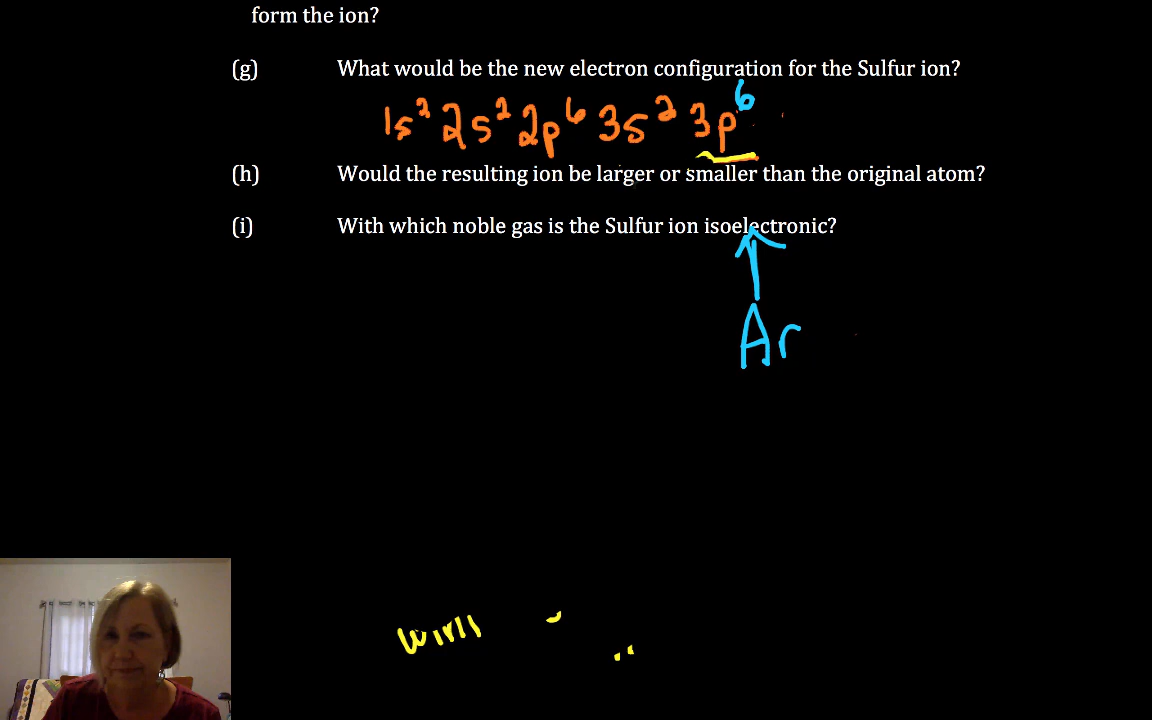 form the ion?
(g) What would be the new electron configuration for the Sulfur ion?
1s² 2s² 2p⁶ 3s² 3p⁶
(h) Would the resulting ion be larger or smaller than the original atom?
(i) With which noble gas is the Sulfur ion isoelectronic?
Ar